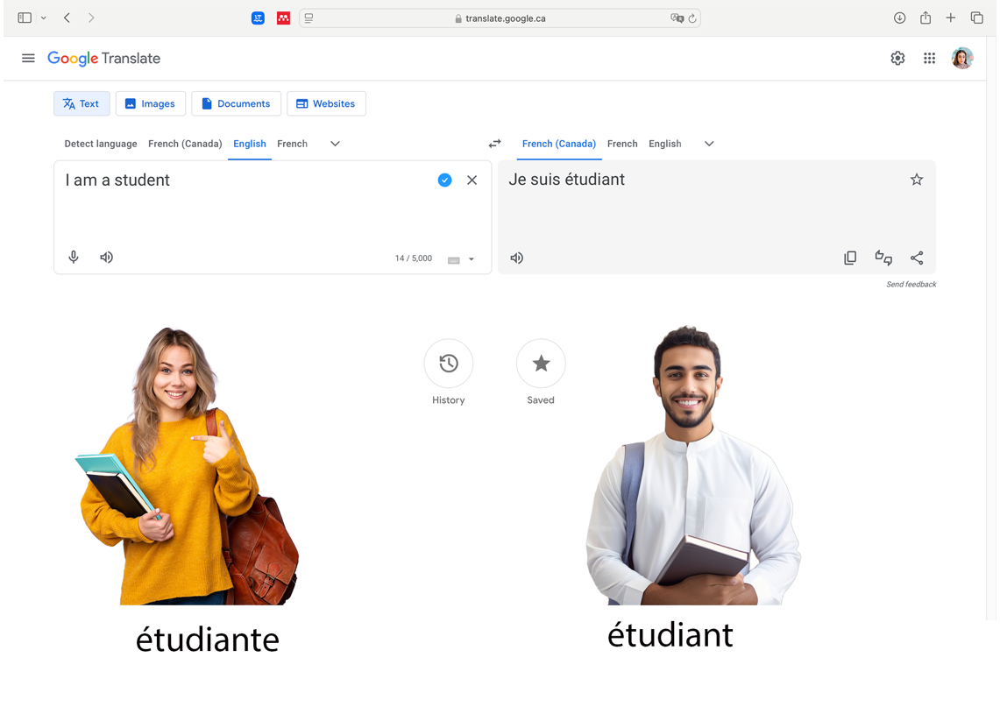 translate.google.ca
Google Translate
Text Images Documents Websites
Detect language French (Canada) English French French (Canada) French English
I am a student Je suis étudiant
14 / 5,000
Send feedback
History Saved
étudiante étudiant